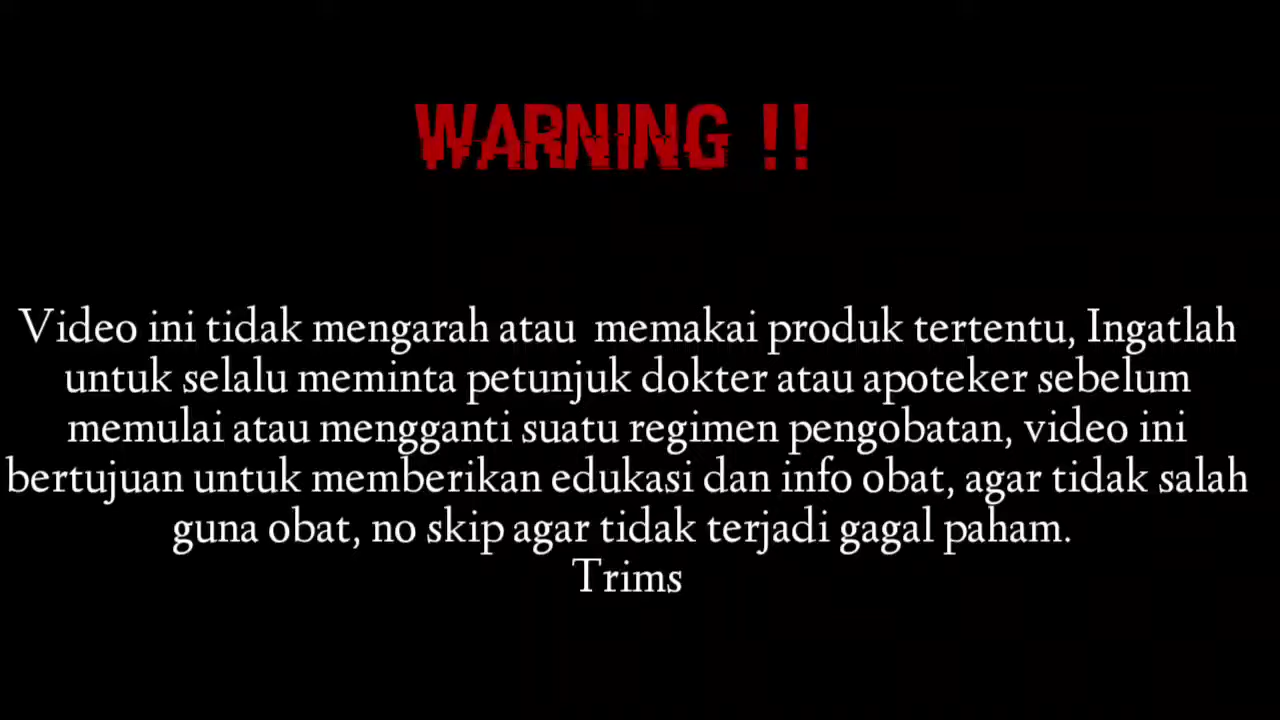 WARNING !!
Video ini tidak mengarah atau memakai produk tertentu, Ingatlah
untuk selalu meminta petunjuk dokter atau apoteker sebelum
memulai atau mengganti suatu regimen pengobatan, video ini
bertujuan untuk memberikan edukasi dan info obat, agar tidak salah
guna obat, no skip agar tidak terjadi gagal paham.
Trims